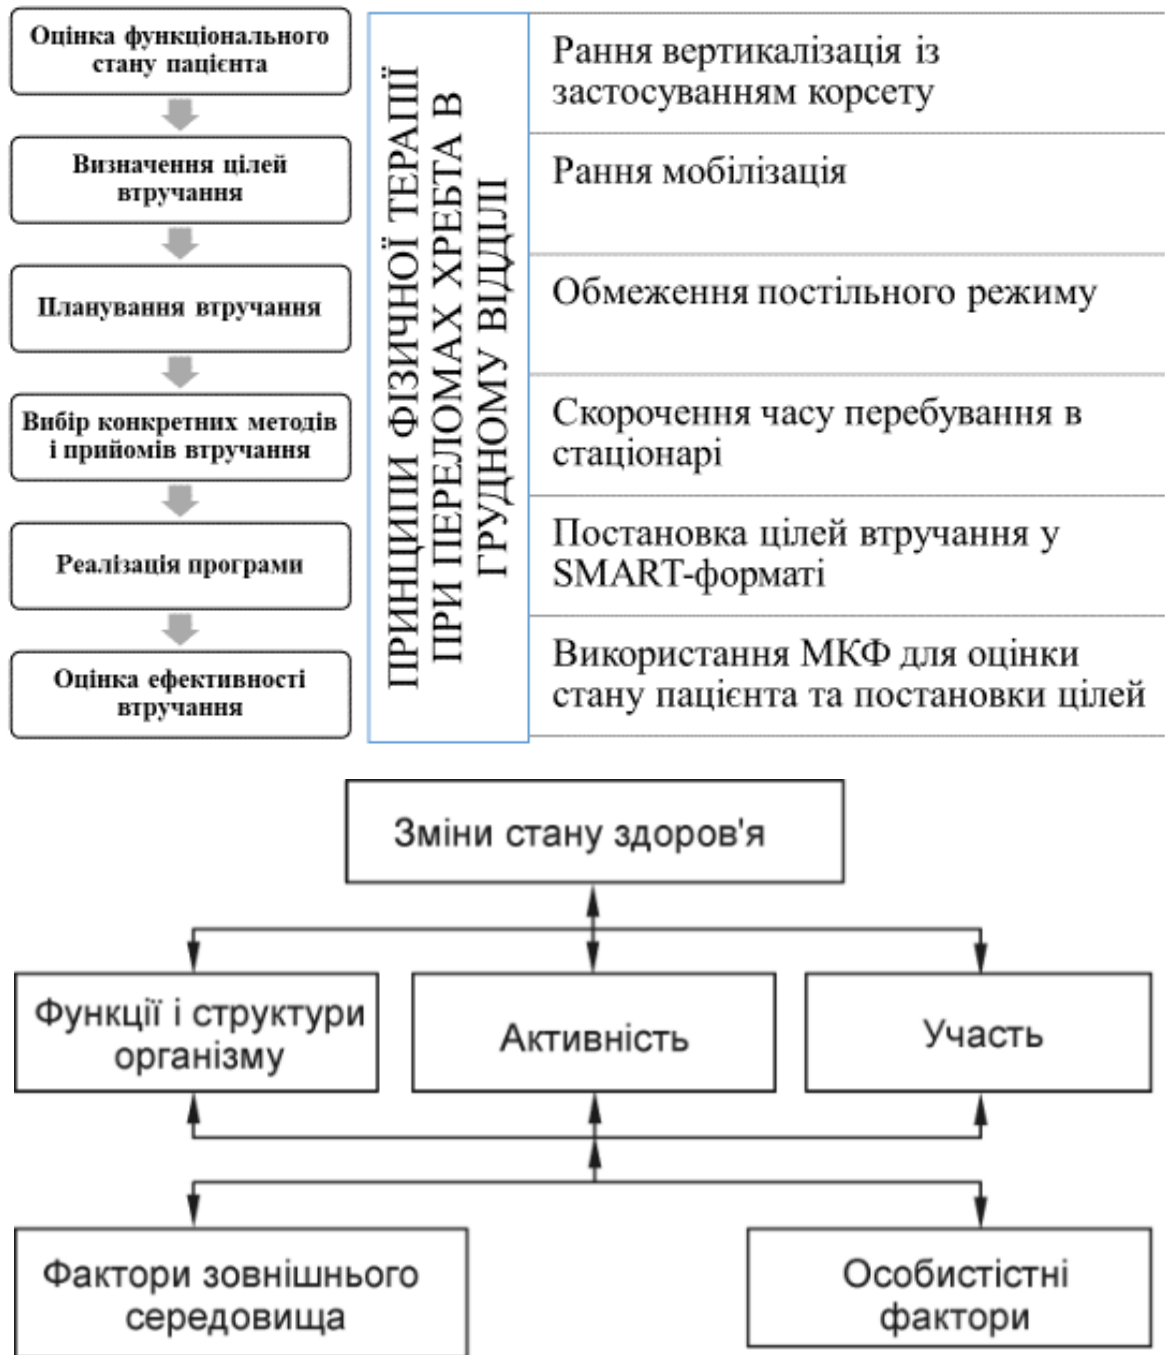 Оцінка функціонального
стану пацієнта
Визначення цілей
втручання
Планування втручання
Вибір конкретних методів
і прийомів втручання
Реалізація програми
Оцінка ефективності
втручання
ПРИНЦИПИ ФІЗИЧНОЇ ТЕРАПІЇ
ПРИ ПЕРЕЛОМАХ ХРЕБТА В
ГРУДНОМУ ВІДДІЛІ
Рання вертикалізація із
застосуванням корсету
Рання мобілізація
Обмеження постільного режиму
Скорочення часу перебування в
стаціонарі
Постановка цілей втручання у
SMART-форматі
Використання МКФ для оцінки
стану пацієнта та постановки цілей
Зміни стану здоров'я
Функції і структури
організму
Активність
Участь
Фактори зовнішнього
середовища
Особистістні
фактори